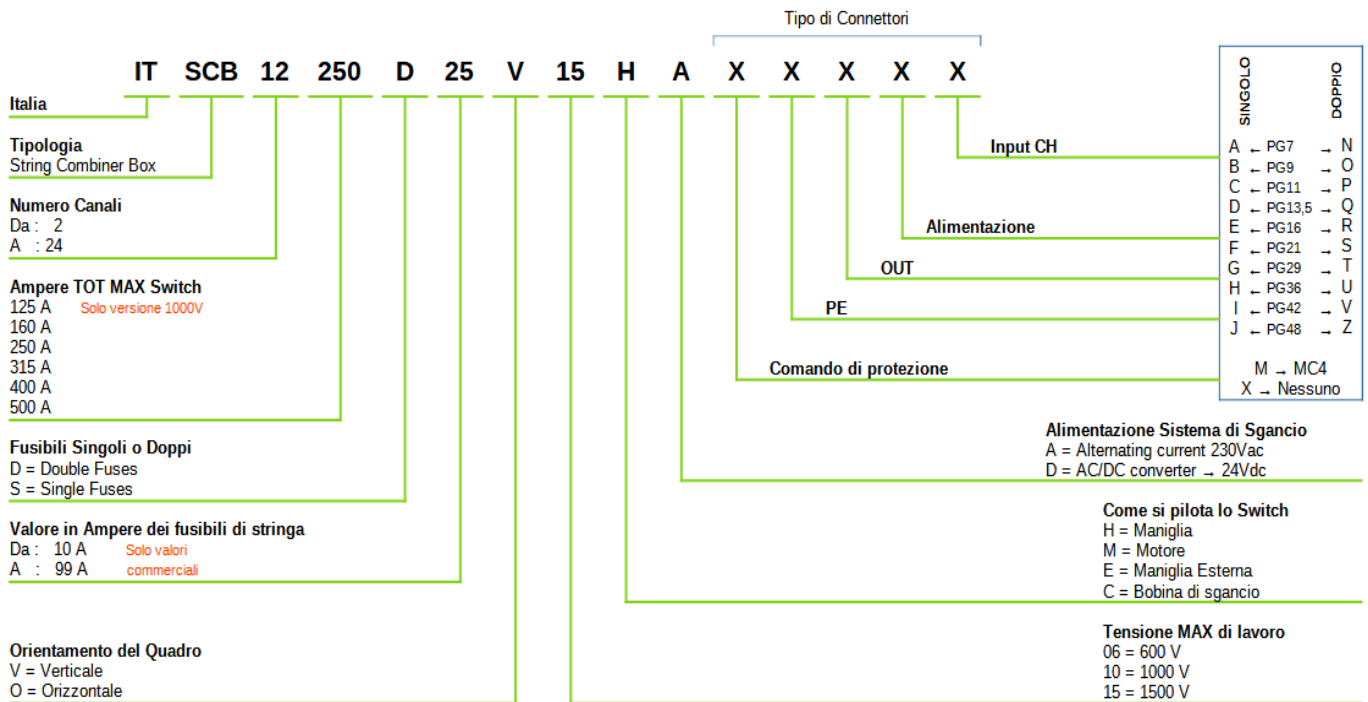 Tipo di Connettori
IT SCB 12 250 D 25 V 15 H A X X X X X
Italia
Tipologia
String Combiner Box
Numero Canali
Da : 2
A : 24
Ampere TOT MAX Switch
125 A Solo versione 1000V
160 A
250 A
315 A
400 A
500 A
Fusibili Singoli o Doppi
D = Double Fuses
S = Single Fuses
Valore in Ampere dei fusibili di stringa
Da : 10 A Solo valori
A : 99 A commerciali
Orientamento del Quadro
V = Verticale
O = Orizzontale
Input CH
Alimentazione
OUT
PE
Comando di protezione
SINGOLO DOPPIO
A ← PG7 → N
B ← PG9 → O
C ← PG11 → P
D ← PG13,5 → Q
E ← PG16 → R
F ← PG21 → S
G ← PG29 → T
H ← PG36 → U
I ← PG42 → V
J ← PG48 → Z
M → MC4
X → Nessuno
Alimentazione Sistema di Sgancio
A = Alternating current 230Vac
D = AC/DC converter → 24Vdc
Come si pilota lo Switch
H = Maniglia
M = Motore
E = Maniglia Esterna
C = Bobina di sgancio
Tensione MAX di lavoro
06 = 600 V
10 = 1000 V
15 = 1500 V